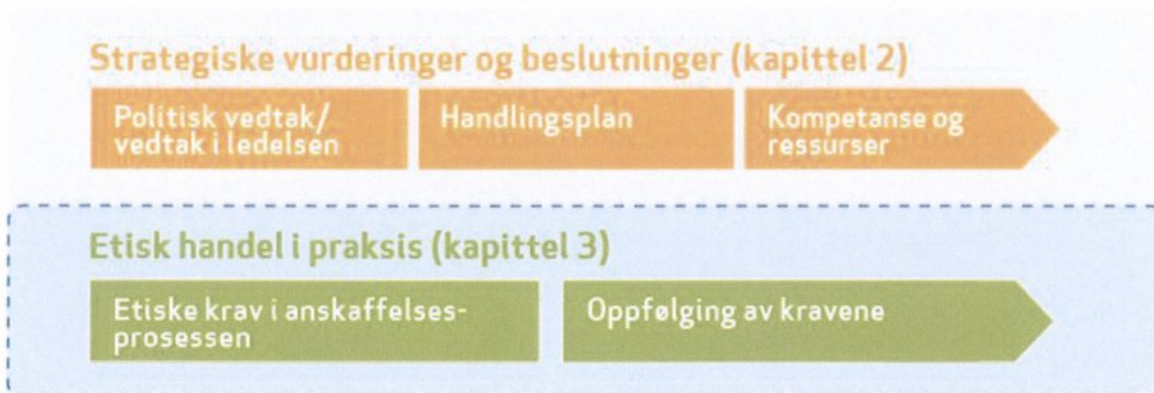 Strategiske vurderinger og beslutninger (kapittel 2)
Politisk vedtak/
vedtak i ledelsen
Handlingsplan
Kompetanse og
ressurser
Etisk handel i praksis (kapittel 3)
Etiske krav i anskaffelses-
prosessen
Oppfølging av kravene